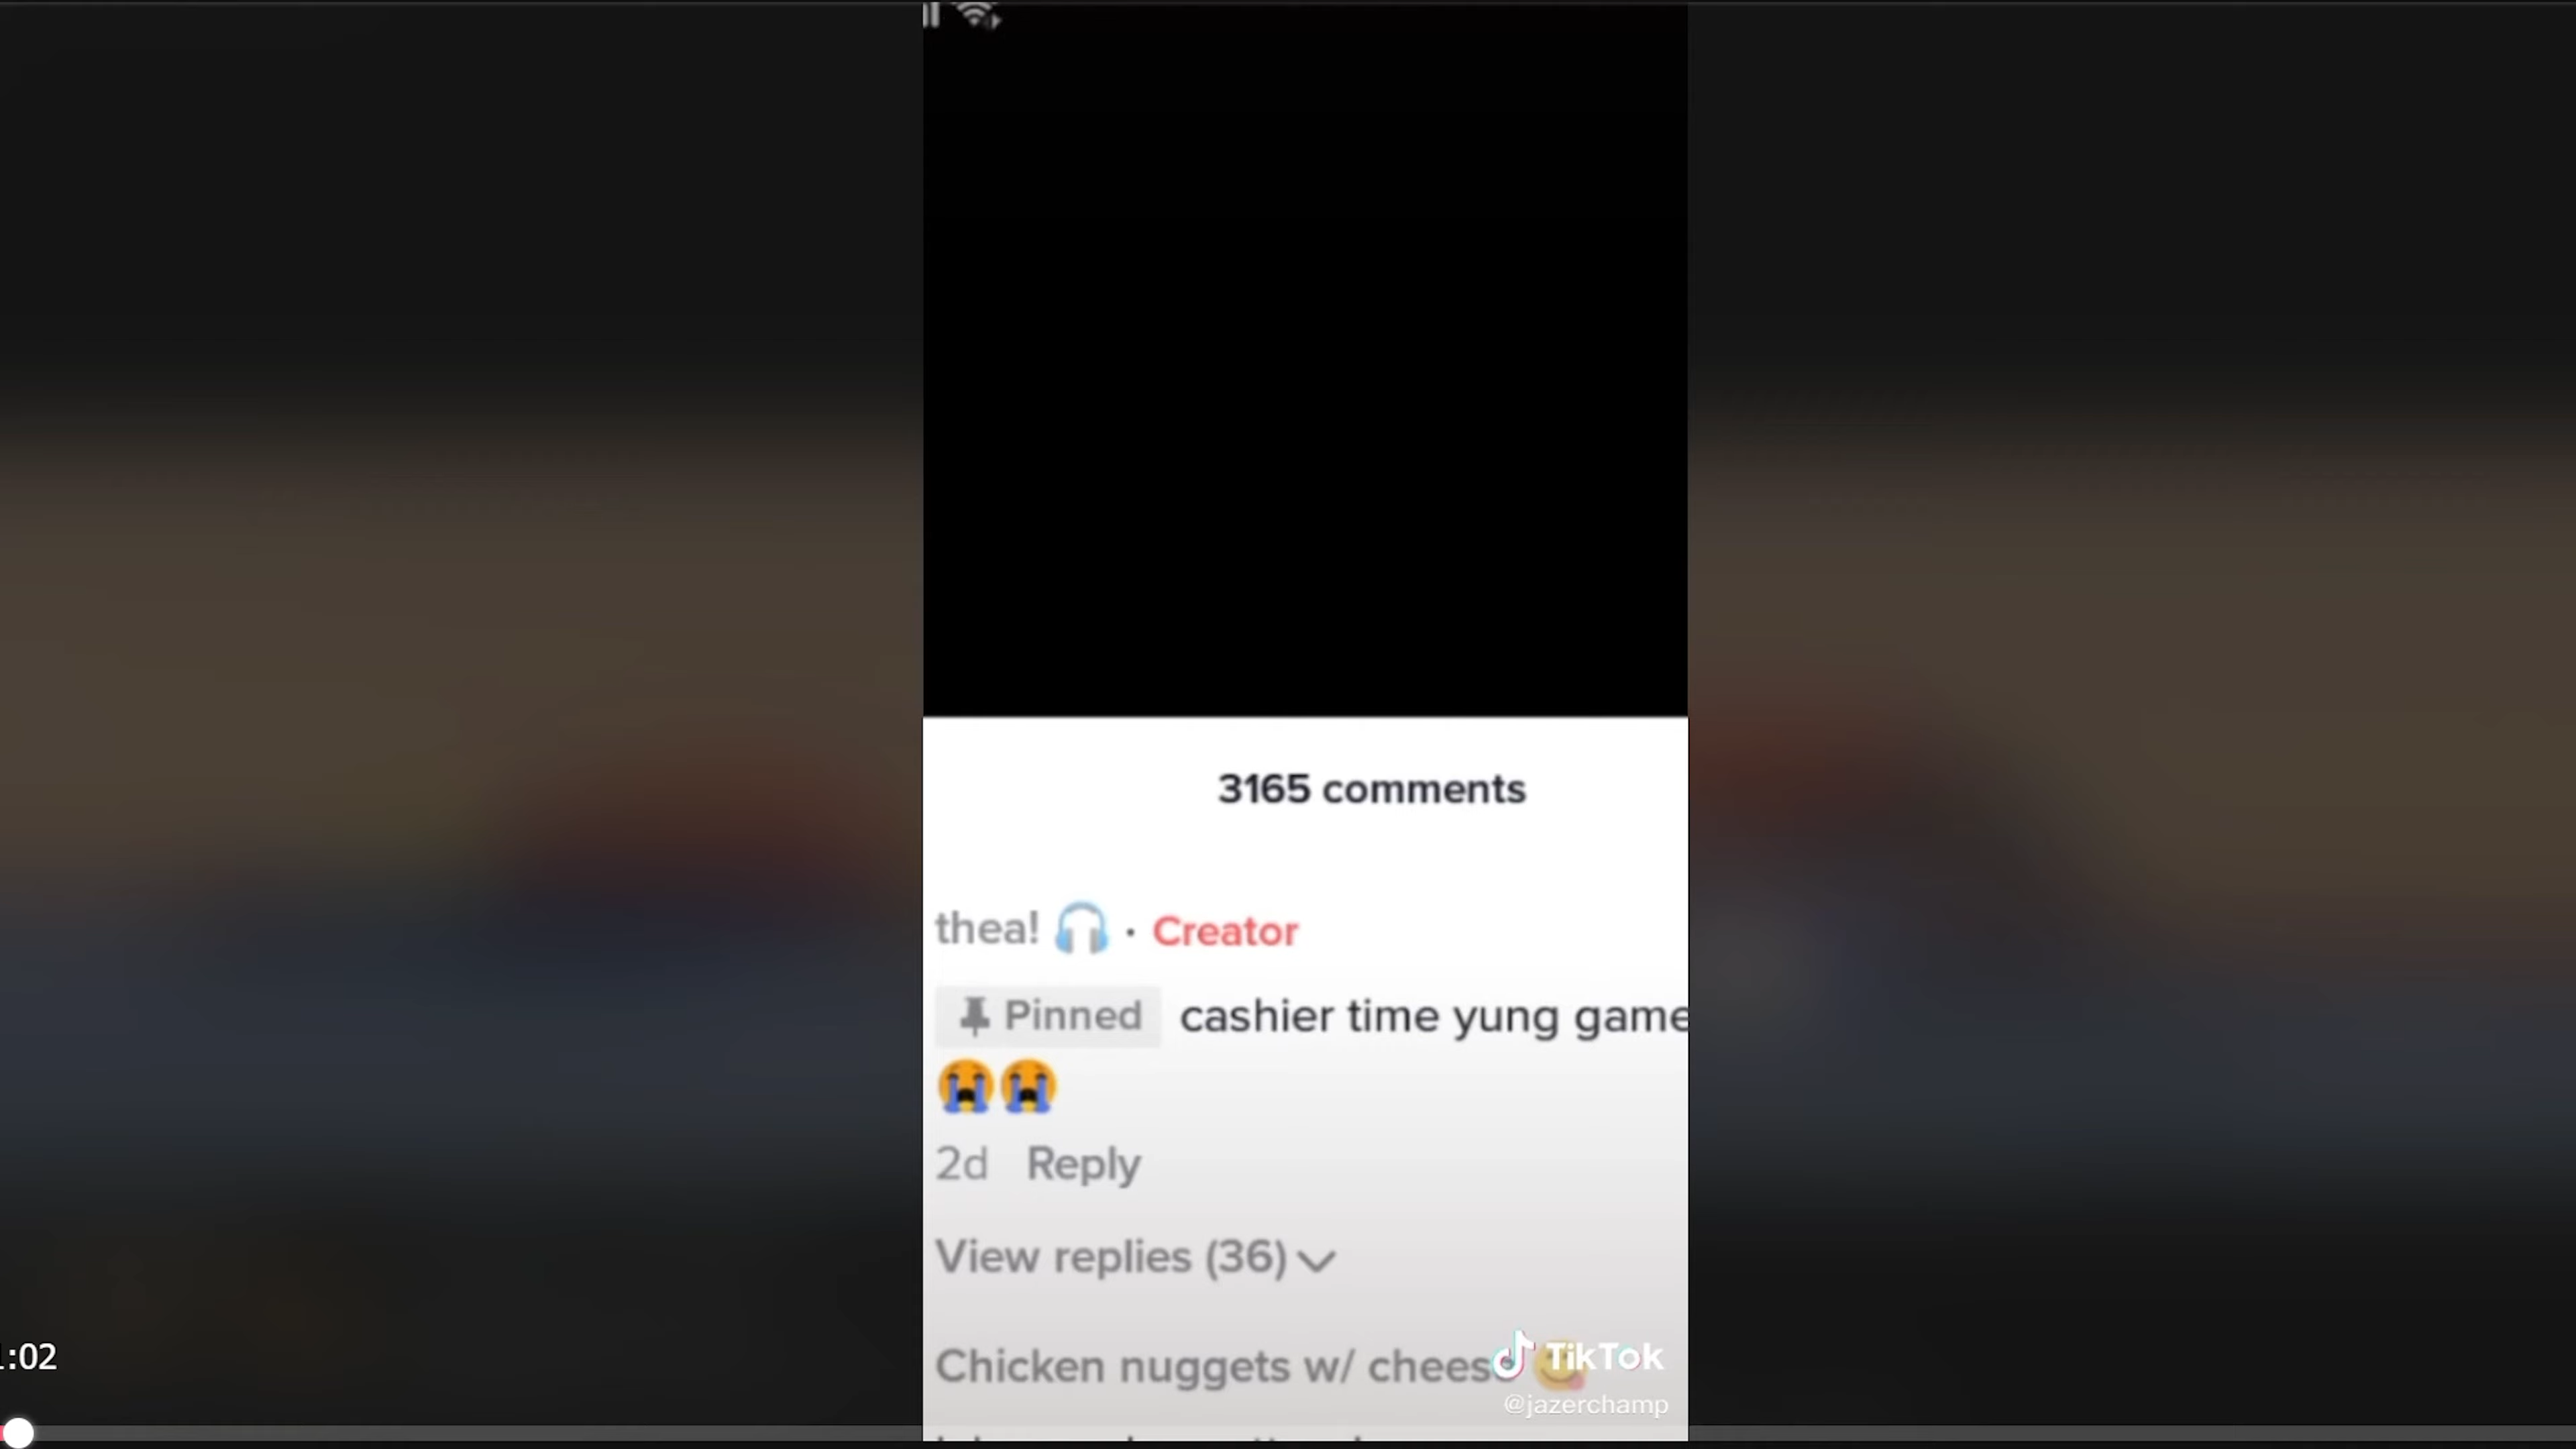 3165 comments
thea! 🎧 · Creator
Pinned cashier time yung game
😭😭
2d Reply
View replies (36)
Chicken nuggets w/ cheese 😋
TikTok
@jazerchamp
:02